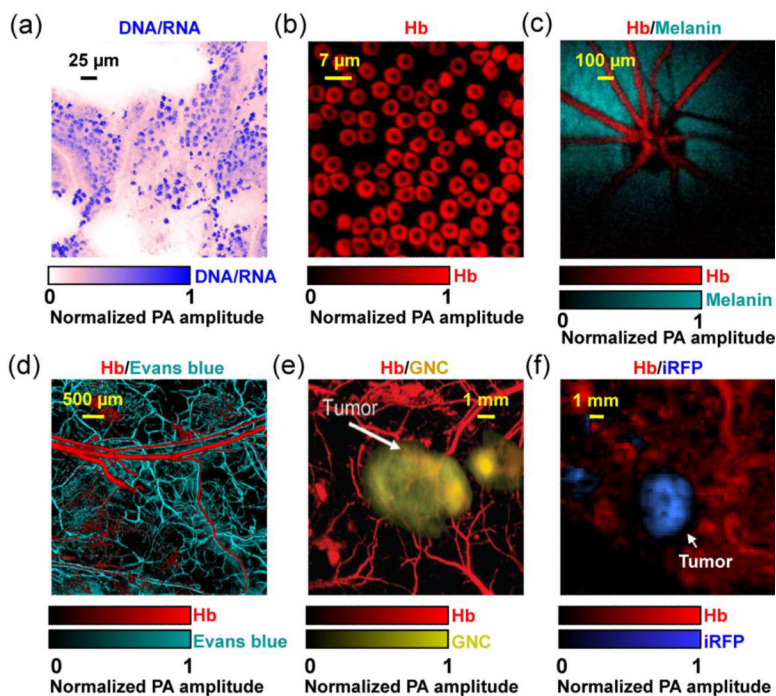 (a) DNA/RNA
25 µm
DNA/RNA
0 1
Normalized PA amplitude
(b) Hb
7 µm
Hb
0 1
Normalized PA amplitude
(c) Hb/Melanin
100 µm
Hb
Melanin
0 1
Normalized PA amplitude
(d) Hb/Evans blue
500 µm
Hb
Evans blue
0 1
Normalized PA amplitude
(e) Hb/GNC
Tumor
1 mm
Hb
GNC
0 1
Normalized PA amplitude
(f) Hb/iRFP
1 mm
Tumor
Hb
iRFP
0 1
Normalized PA amplitude